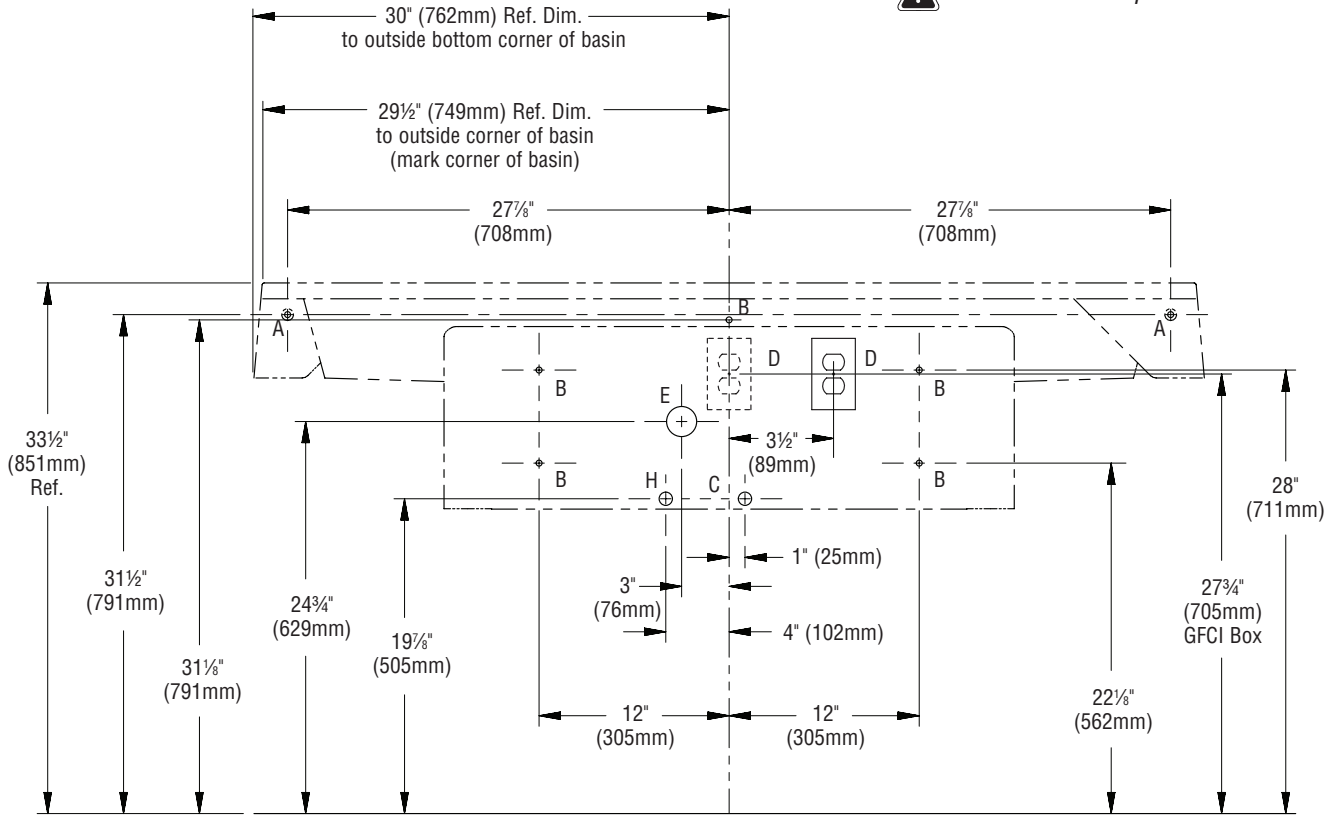 30" (762mm) Ref. Dim.
to outside bottom corner of basin
29½" (749mm) Ref. Dim.
to outside corner of basin
(mark corner of basin)
27⅞"
(708mm)
27⅞"
(708mm)
B
A
A
D
D
B
B
E
33½"
(851mm)
Ref.
3½"
(89mm)
B
B
H
C
28"
(711mm)
1" (25mm)
31½"
(791mm)
3"
(76mm)
24¾"
(629mm)
27¾"
(705mm)
GFCI Box
19⅞"
(505mm)
4" (102mm)
31⅛"
(791mm)
22⅛"
(562mm)
12"
(305mm)
12"
(305mm)